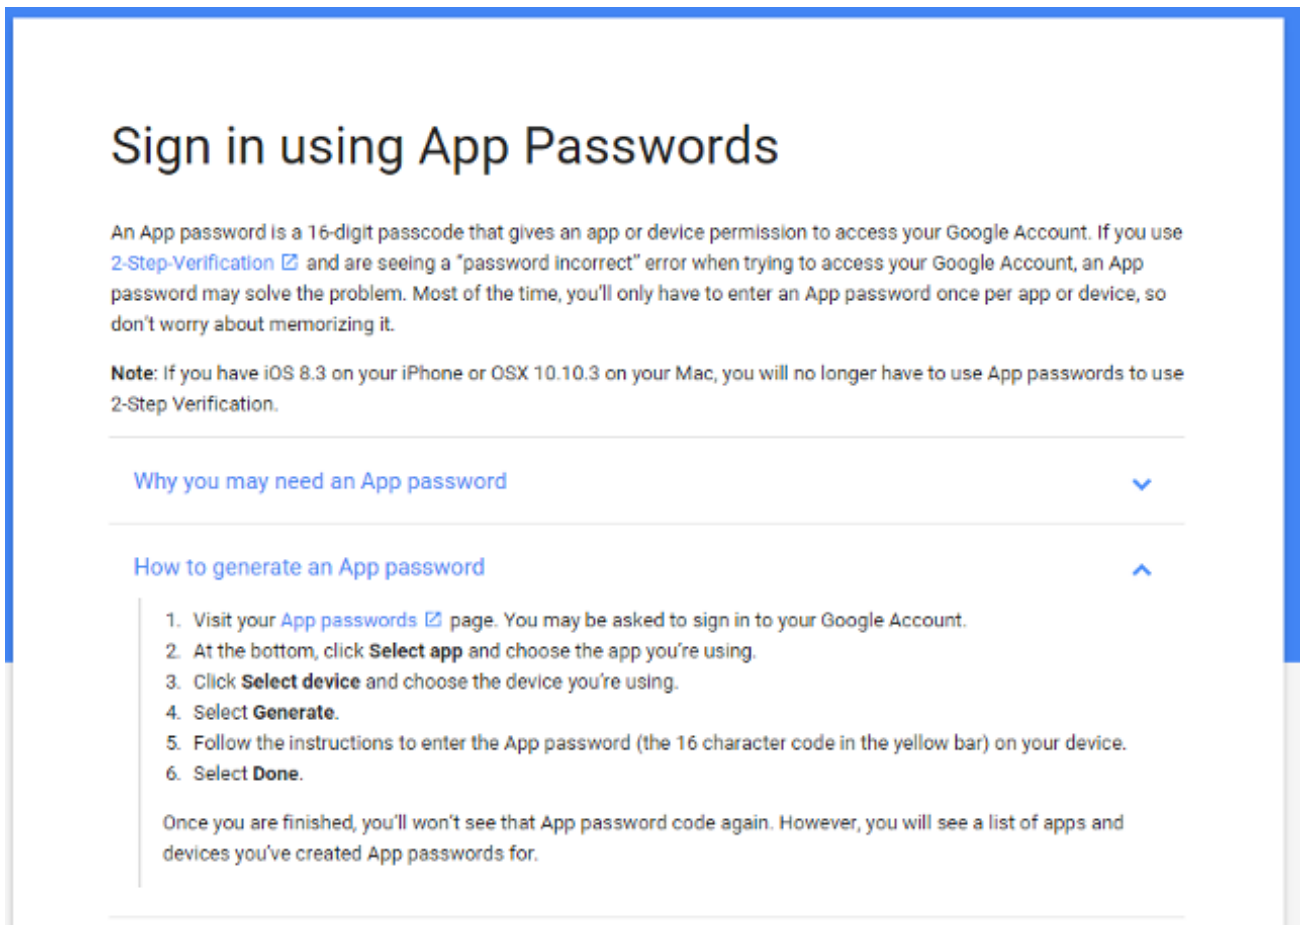 Sign in using App Passwords
An App password is a 16-digit passcode that gives an app or device permission to access your Google Account. If you use
2-Step-Verification and are seeing a “password incorrect” error when trying to access your Google Account, an App
password may solve the problem. Most of the time, you’ll only have to enter an App password once per app or device, so
don’t worry about memorizing it.
Note: If you have iOS 8.3 on your iPhone or OSX 10.10.3 on your Mac, you will no longer have to use App passwords to use
2-Step Verification.
Why you may need an App password
How to generate an App password
1. Visit your App passwords page. You may be asked to sign in to your Google Account.
2. At the bottom, click Select app and choose the app you’re using.
3. Click Select device and choose the device you’re using.
4. Select Generate.
5. Follow the instructions to enter the App password (the 16 character code in the yellow bar) on your device.
6. Select Done.
Once you are finished, you’ll won’t see that App password code again. However, you will see a list of apps and
devices you’ve created App passwords for.